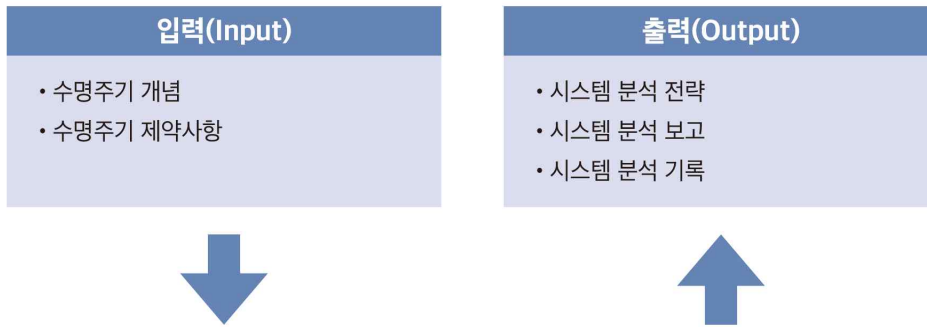 입력(Input)
• 수명주기 개념
• 수명주기 제약사항
출력(Output)
• 시스템 분석 전략
• 시스템 분석 보고
• 시스템 분석 기록